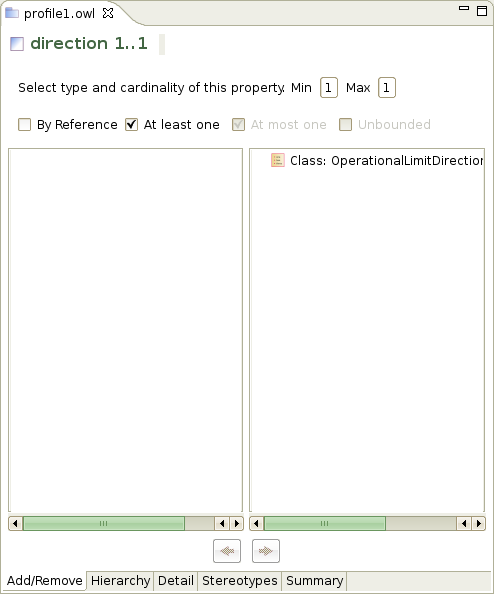 profile1.owl
direction 1..1
Select type and cardinality of this property. Min 1 Max 1
By Reference At least one At most one Unbounded
Class: OperationalLimitDirection
Add/Remove Hierarchy Detail Stereotypes Summary